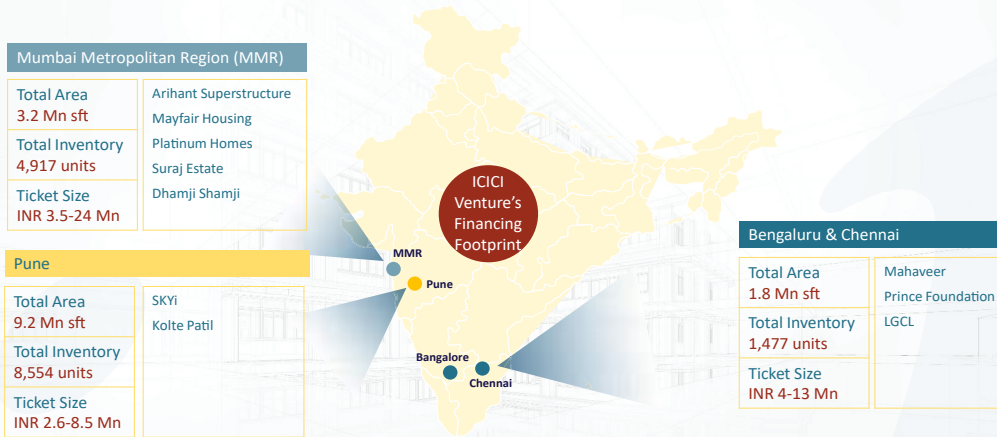 Mumbai Metropolitan Region (MMR)
Total Area
3.2 Mn sft
Total Inventory
4,917 units
Ticket Size
INR 3.5-24 Mn
Arihant Superstructure
Mayfair Housing
Platinum Homes
Suraj Estate
Dhamji Shamji
Pune
Total Area
9.2 Mn sft
Total Inventory
8,554 units
Ticket Size
INR 2.6-8.5 Mn
SKYi
Kolte Patil
ICICI
Venture's
Financing
Footprint
MMR
Pune
Bangalore
Chennai
Bengaluru & Chennai
Total Area
1.8 Mn sft
Total Inventory
1,477 units
Ticket Size
INR 4-13 Mn
Mahaveer
Prince Foundation
LGCL